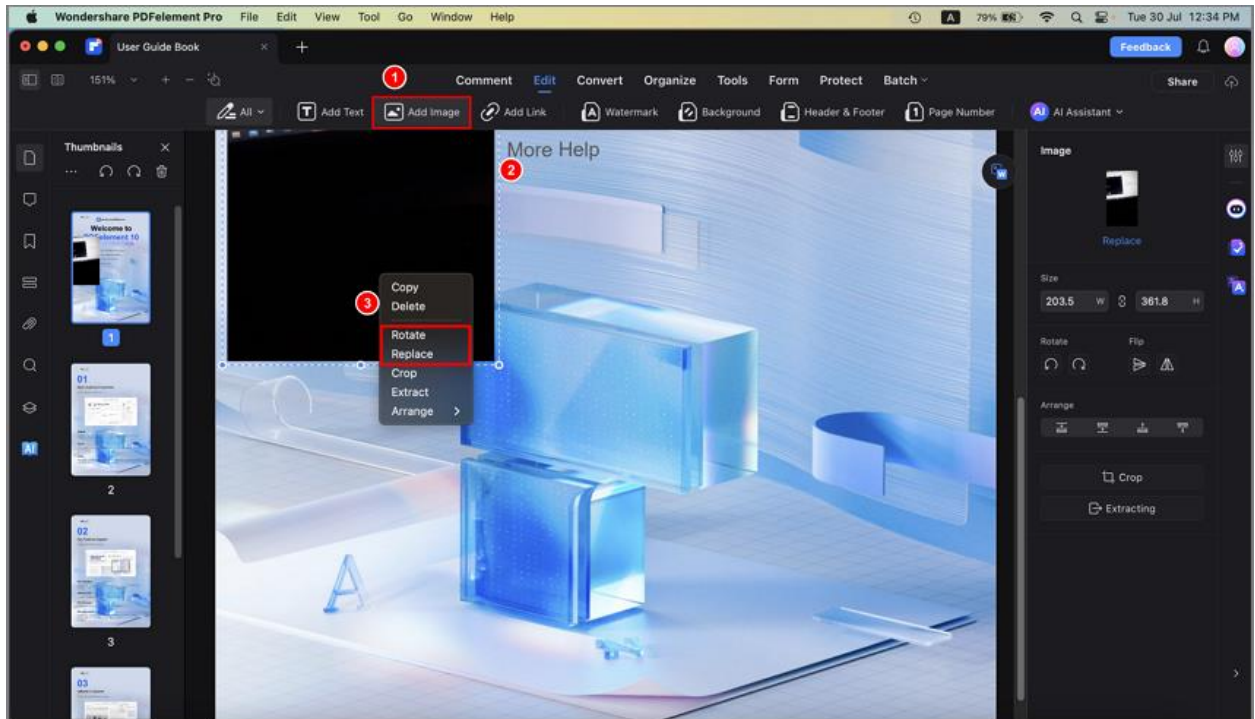 Wondershare PDFelement Pro File Edit View Tool Go Window Help A 79% Tue 30 Jul 12:34 PM
User Guide Book × + Feedback
151% + − 1 Comment Edit Convert Organize Tools Form Protect Batch Share
All T Add Text Add Image Add Link A Watermark Background Header & Footer 1 Page Number AI AI Assistant
Thumbnails ×
...
Welcome to
PDFelement 10
1
01
2
02
3
03
More Help
2
W
A
3
Copy
Delete
Rotate
Replace
Crop
Extract
Arrange >
AI
Image
Replace
Size
203.5 W 361.8 H
Rotate Flip
Arrange
Crop
Extracting
A